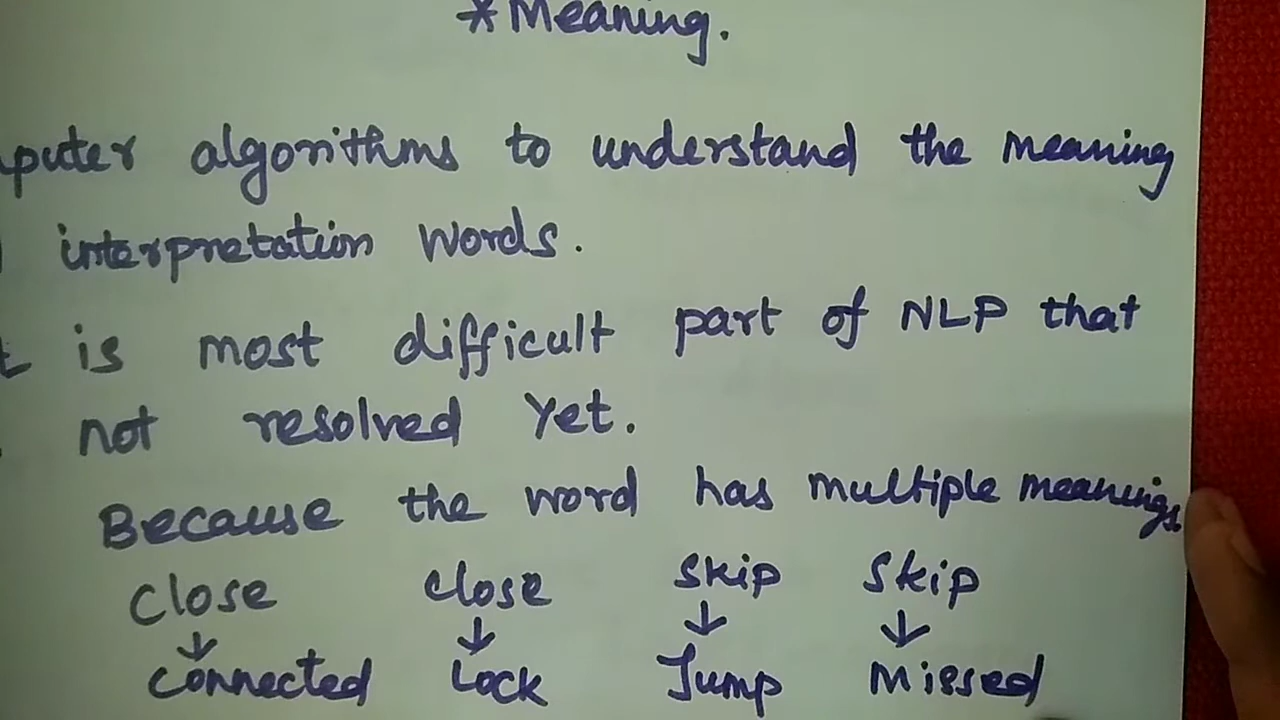 *Meaning.
puter algorithms to understand the meaning
interpretation words.
is most difficult part of NLP that
not resolved Yet.
Because the word has multiple meanings
Close close skip skip
↓ ↓ ↓ ↓
Connected Lock Jump Missed